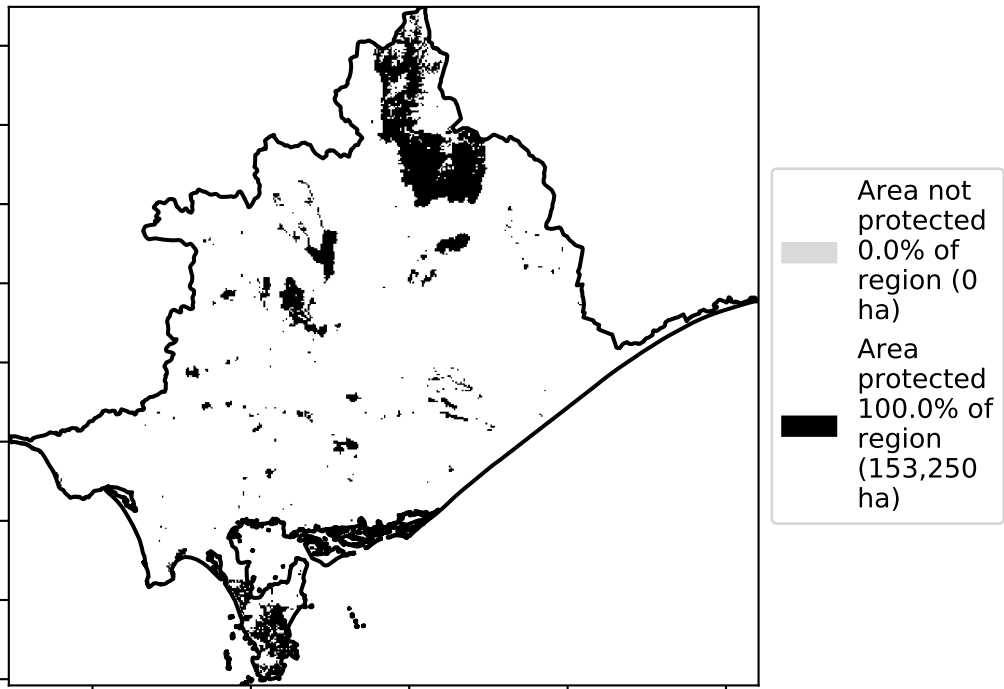 Area not
protected
0.0% of
region (0
ha)
Area
protected
100.0% of
region
(153,250
ha)